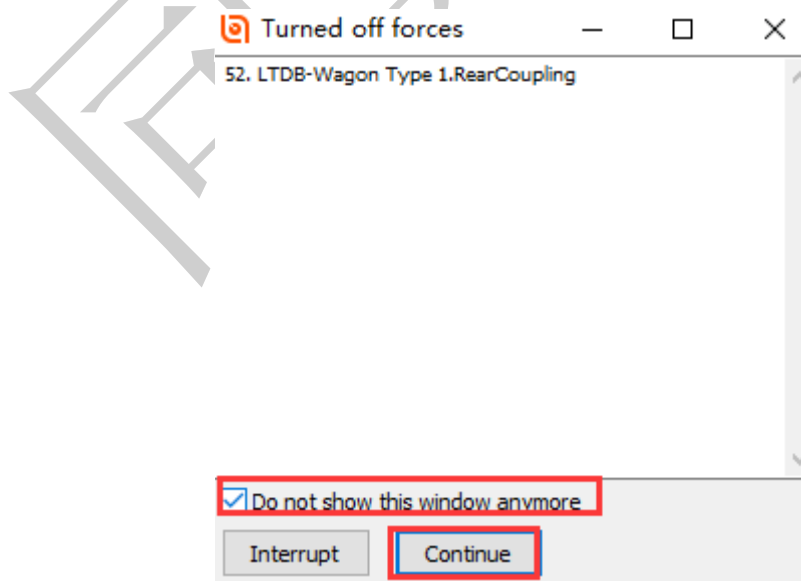 Turned off forces
52. LTDB-Wagon Type 1.RearCoupling
Do not show this window anymore
Interrupt
Continue